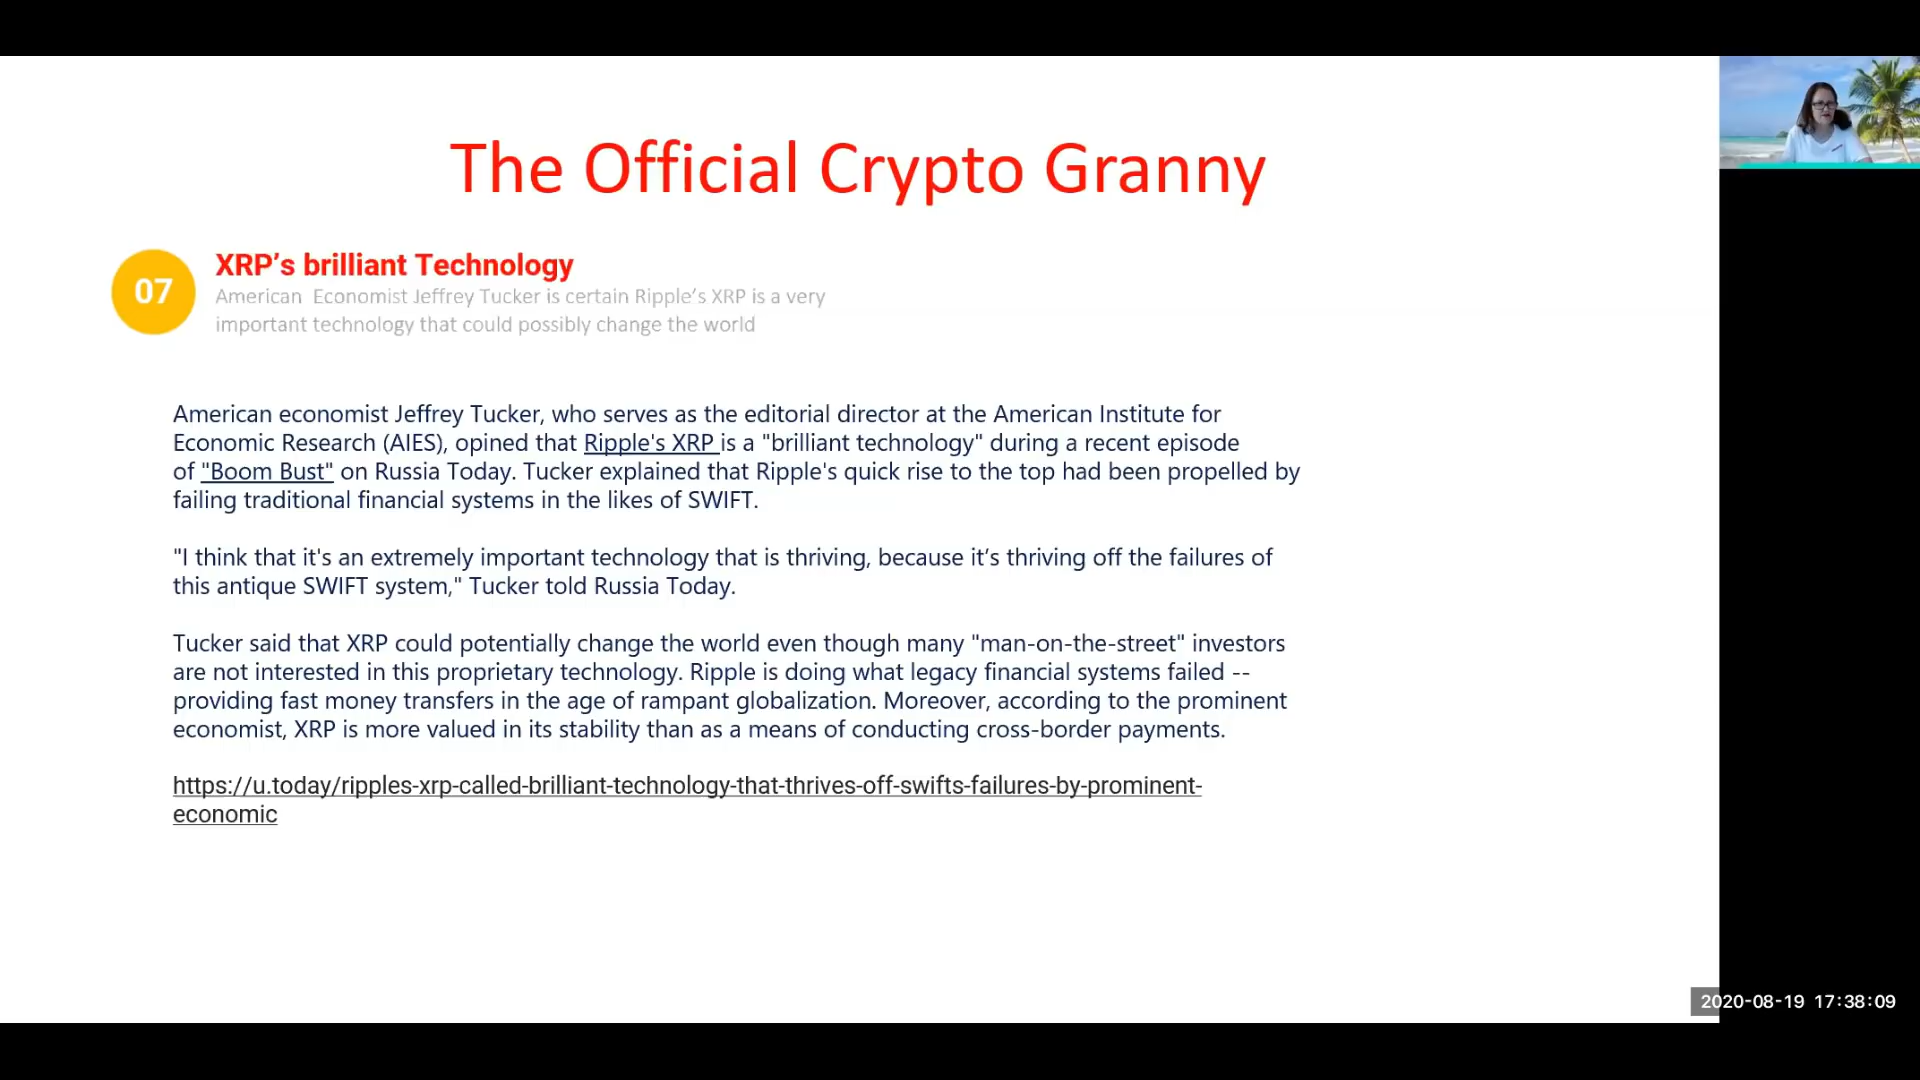 The Official Crypto Granny
07
XRP’s brilliant Technology
American  Economist Jeffrey Tucker is certain Ripple’s XRP is a very
important technology that could possibly change the world
American economist Jeffrey Tucker, who serves as the editorial director at the American Institute for
Economic Research (AIES), opined that Ripple's XRP is a "brilliant technology" during a recent episode
of "Boom Bust" on Russia Today. Tucker explained that Ripple's quick rise to the top had been propelled by
failing traditional financial systems in the likes of SWIFT.
"I think that it's an extremely important technology that is thriving, because it’s thriving off the failures of
this antique SWIFT system," Tucker told Russia Today.
Tucker said that XRP could potentially change the world even though many "man-on-the-street" investors
are not interested in this proprietary technology. Ripple is doing what legacy financial systems failed --
providing fast money transfers in the age of rampant globalization. Moreover, according to the prominent
economist, XRP is more valued in its stability than as a means of conducting cross-border payments.
https://u.today/ripples-xrp-called-brilliant-technology-that-thrives-off-swifts-failures-by-prominent-
economic
2020-08-19 17:38:09